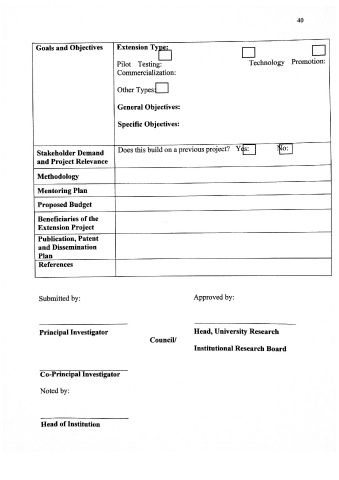 40
Goals and Objectives
Extension Type:
Pilot Testing:
Technology Promotion:
Commercialization:
Other Types:
General Objectives:
Specific Objectives:
Stakeholder Demand
and Project Relevance
Does this build on a previous project? Yes: No:
Methodology
Mentoring Plan
Proposed Budget
Beneficiaries of the
Extension Project
Publication, Patent
and Dissemination
Plan
References
Submitted by:
Approved by:
Principal Investigator
Head, University Research
Council/
Institutional Research Board
Co-Principal Investigator
Noted by:
Head of Institution